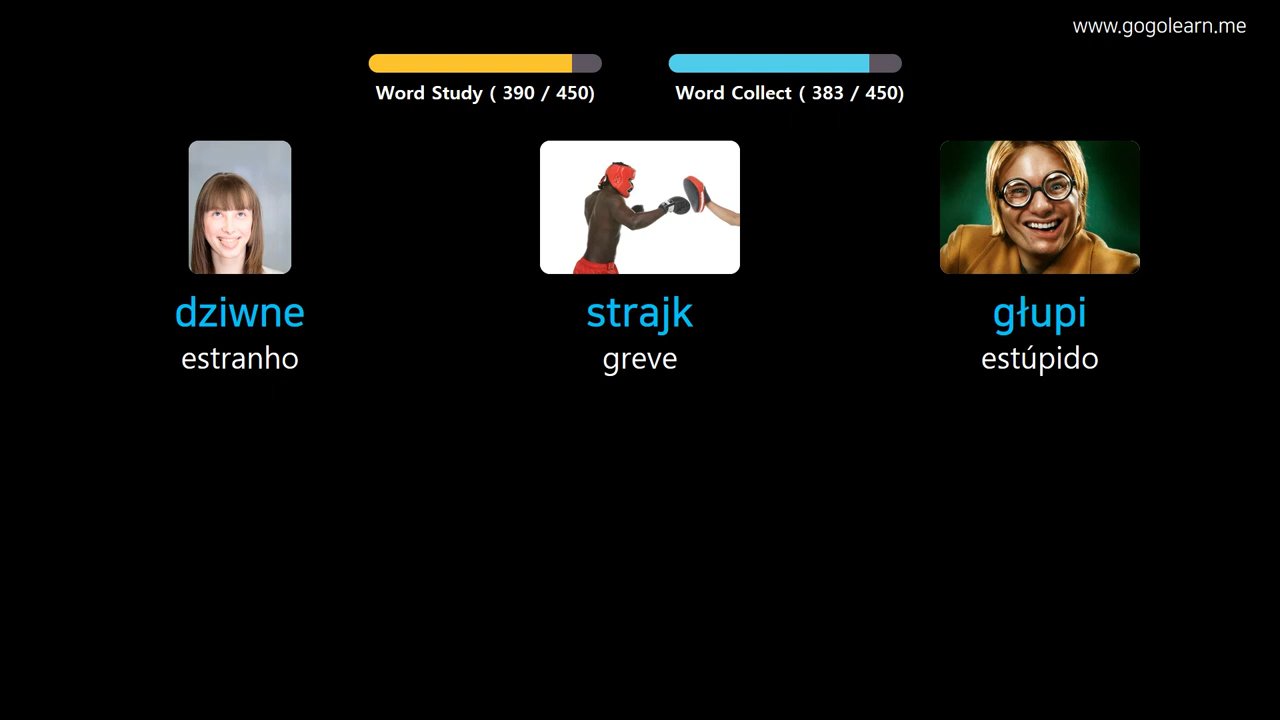 www.gogolearn.me
Word Study ( 390 / 450)
Word Collect ( 383 / 450)
dziwne
strajk
głupi
estranho
greve
estúpido